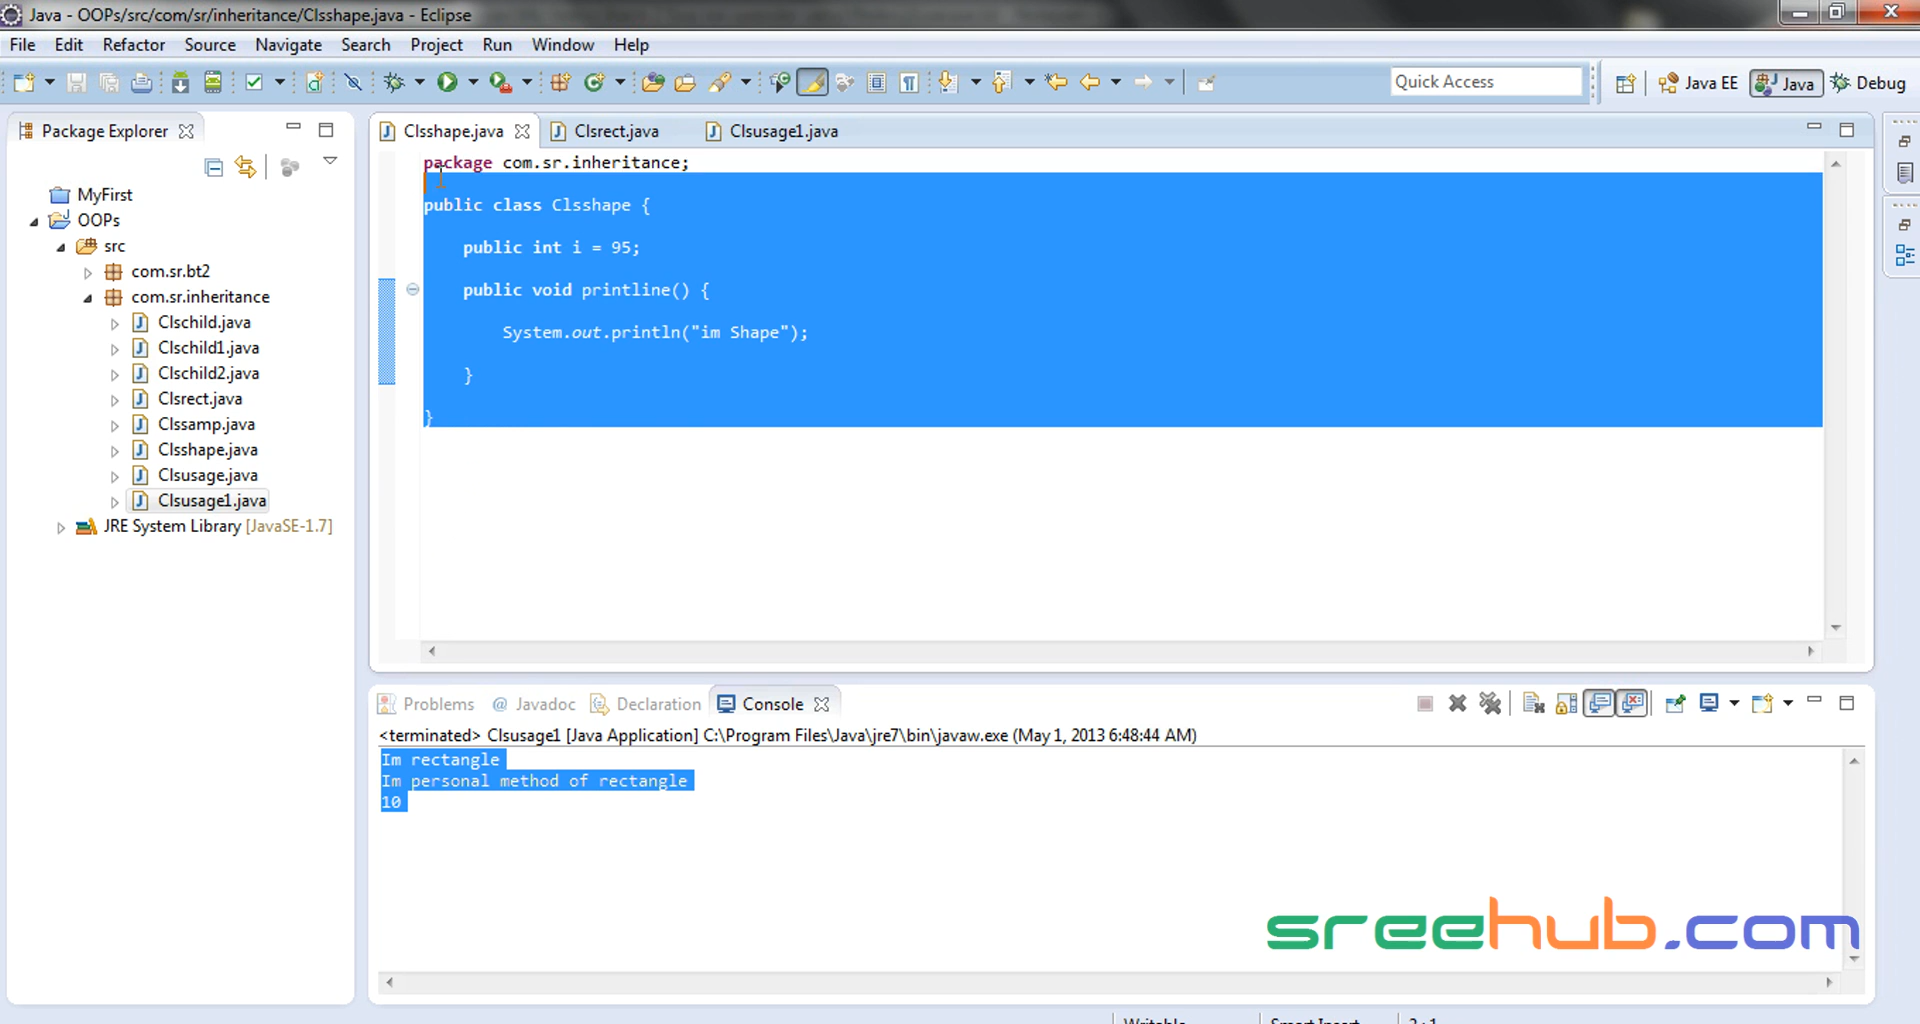 Java - OOPs/src/com/sr/inheritance/Clsshape.java - Eclipse
File Edit Refactor Source Navigate Search Project Run Window Help
Quick Access
Java EE
Java
Debug
Package Explorer
MyFirst
OOPs
src
com.sr.bt2
com.sr.inheritance
Clschild.java
Clschild1.java
Clschild2.java
Clsrect.java
Clssamp.java
Clsshape.java
Clsusage.java
Clsusage1.java
JRE System Library [JavaSE-1.7]
Clsshape.java Clsrect.java Clsusage1.java
package com.sr.inheritance;
public class Clsshape {
public int i = 95;
public void printline() {
System.out.println("im Shape");
}
}
Problems @ Javadoc Declaration Console
<terminated> Clsusage1 [Java Application] C:\Program Files\Java\jre7\bin\javaw.exe (May 1, 2013 6:48:44 AM)
Im rectangle
Im personal method of rectangle
10
sreehub.com